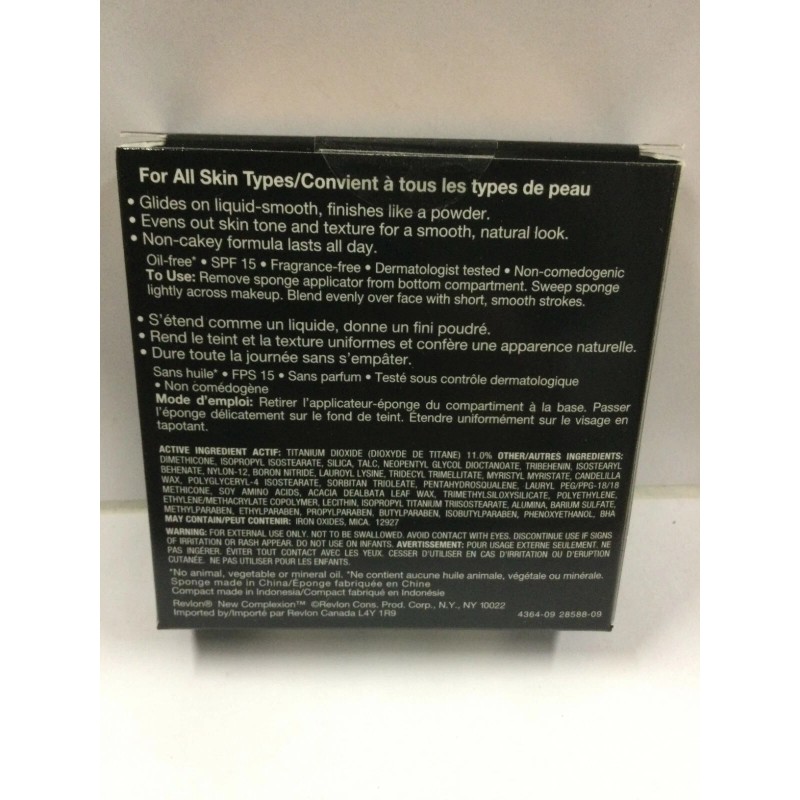 For All Skin Types/Convient à tous les types de peau
• Glides on liquid-smooth, finishes like a powder.
• Evens out skin tone and texture for a smooth, natural look.
• Non-cakey formula lasts all day.
Oil-free* • SPF 15 • Fragrance-free • Dermatologist tested • Non-comedogenic
To Use: Remove sponge applicator from bottom compartment. Sweep sponge
lightly across makeup. Blend evenly over face with short, smooth strokes.
• S'étend comme un liquide, donne un fini poudré.
• Rend le teint et la texture uniformes et confère une apparence naturelle.
• Dure toute la journée sans s'empâter.
Sans huile* • FPS 15 • Sans parfum • Testé sous contrôle dermatologique
• Non comédogène
Mode d'emploi: Retirer l'applicateur-éponge du compartiment à la base. Passer
l'éponge délicatement sur le fond de teint. Étendre uniformément sur le visage en
tapotant.
ACTIVE INGREDIENT ACTIF: TITANIUM DIOXIDE (DIOXYDE DE TITANE) 11.0% OTHER/AUTRES INGREDIENTS:
DIMETHICONE, ISOPROPYL ISOSTEARATE, SILICA, TALC, NEOPENTYL GLYCOL DIOCTANOATE, TRIBEHENIN, ISOSTEARYL
BEHENATE, NYLON-12, BORON NITRIDE, LAUROYL LYSINE, TRIDECYL TRIMELLITATE, MYRISTYL MYRISTATE, CANDELILLA
WAX, POLYGLYCERYL-4 ISOSTEARATE, SORBITAN TRIOLEATE, PENTAHYDROSQUALENE, LAURYL PEG/PPG-18/18
METHICONE, SOY AMINO ACIDS, ACACIA DEALBATA LEAF WAX, TRIMETHYLSILOXYSILICATE, POLYETHYLENE,
ETHYLENE/METHACRYLATE COPOLYMER, LECITHIN, ISOPROPYL TITANIUM TRIISOSTEARATE, ALUMINA, BARIUM SULFATE,
METHYLPARABEN, ETHYLPARABEN, PROPYLPARABEN, BUTYLPARABEN, ISOBUTYLPARABEN, PHENOXYETHANOL, BHA
MAY CONTAIN/PEUT CONTENIR: IRON OXIDES, MICA. 12927
WARNING: FOR EXTERNAL USE ONLY. NOT TO BE SWALLOWED. AVOID CONTACT WITH EYES. DISCONTINUE USE IF SIGNS
OF IRRITATION OR RASH APPEAR. DO NOT USE ON INFANTS. AVERTISSEMENT: POUR USAGE EXTERNE SEULEMENT. NE
PAS INGÉRER. ÉVITER TOUT CONTACT AVEC LES YEUX. CESSER D'UTILISER EN CAS D'IRRITATION OU D'ÉRUPTION
CUTANÉE. NE PAS UTILISER POUR LES ENFANTS.
*No animal, vegetable or mineral oil. *Ne contient aucune huile animale, végétale ou minérale.
Sponge made in China/Éponge fabriquée en Chine
Compact made in Indonesia/Compact fabriqué en Indonésie
Revlon® New Complexion™ ©Revlon Cons. Prod. Corp., N.Y., NY 10022
Imported by/Importé par Revlon Canada L4Y 1R9
4364-09 28588-09